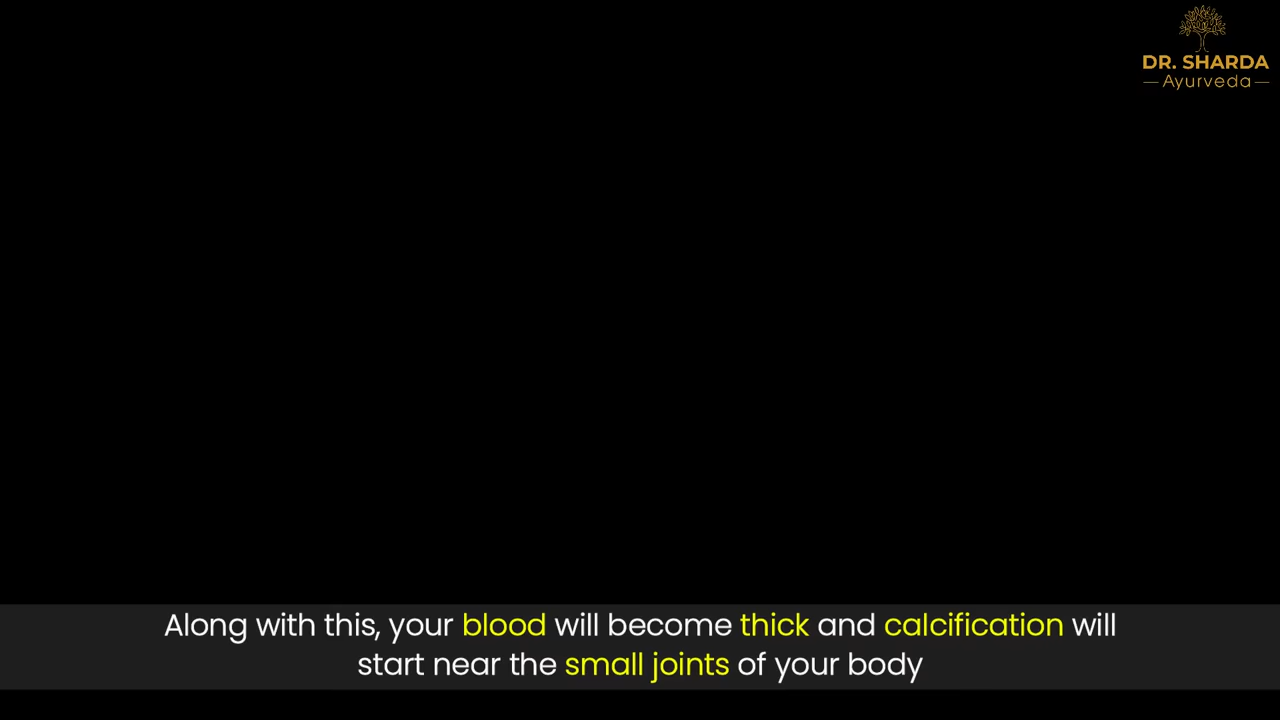 DR. SHARDA
Ayurveda
Along with this, your blood will become thick and calcification will
start near the small joints of your body